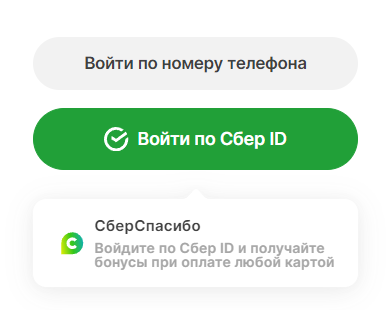 Войти по номеру телефона
Войти по Сбер ID
СберСпасибо
Войдите по Сбер ID и получайте
бонусы при оплате любой картой